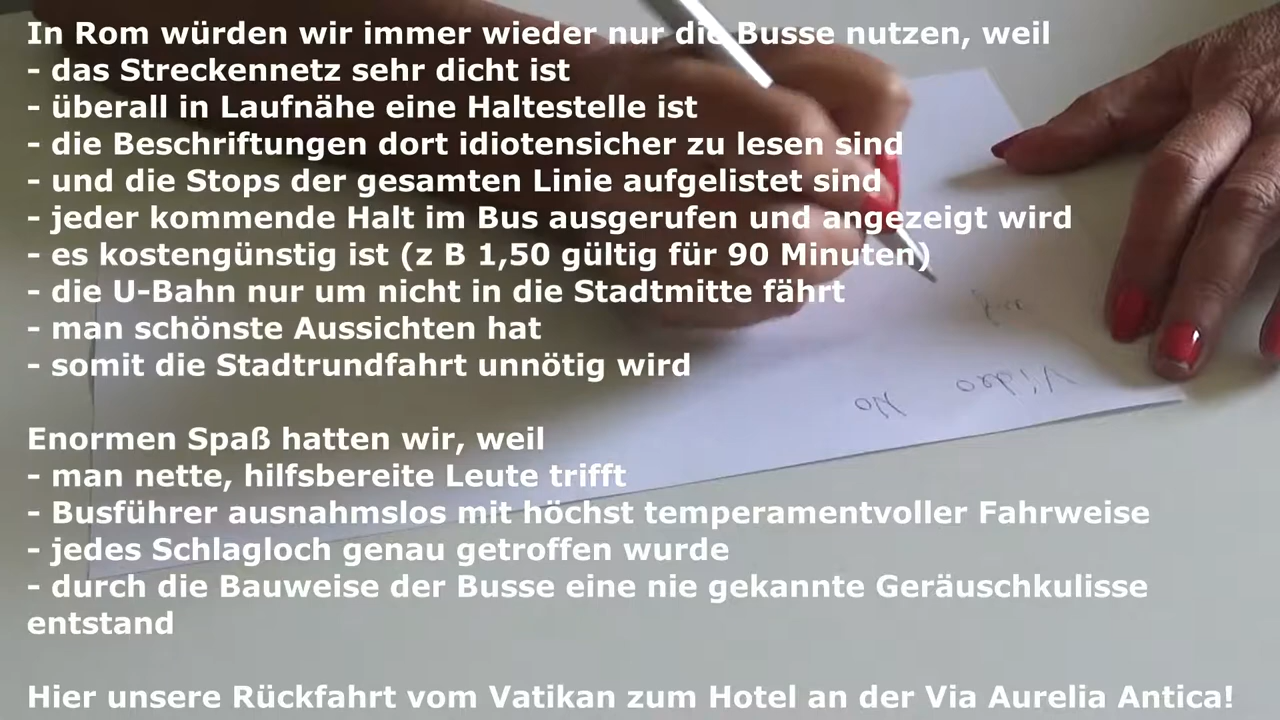 In Rom würden wir immer wieder nur die Busse nutzen, weil
- das Streckennetz sehr dicht ist
- überall in Laufnähe eine Haltestelle ist
- die Beschriftungen dort idiotensicher zu lesen sind
- und die Stops der gesamten Linie aufgelistet sind
- jeder kommende Halt im Bus ausgerufen und angezeigt wird
- es kostengünstig ist (z B 1,50 gültig für 90 Minuten)
- die U-Bahn nur um nicht in die Stadtmitte fährt
- man schönste Aussichten hat
- somit die Stadtrundfahrt unnötig wird
Enormen Spaß hatten wir, weil
- man nette, hilfsbereite Leute trifft
- Busführer ausnahmslos mit höchst temperamentvoller Fahrweise
- jedes Schlagloch genau getroffen wurde
- durch die Bauweise der Busse eine nie gekannte Geräuschkulisse
entstand
Hier unsere Rückfahrt vom Vatikan zum Hotel an der Via Aurelia Antica!
Video No